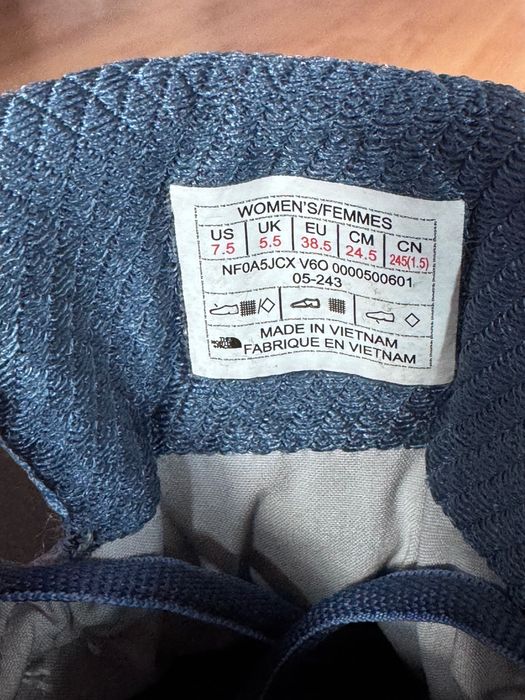 WOMEN'S/FEMMES
US UK EU CM CN
7.5 5.5 38.5 24.5 245(1.5)
NF0A5JCX V6O 0000500601
05-243
MADE IN VIETNAM
FABRIQUE EN VIETNAM